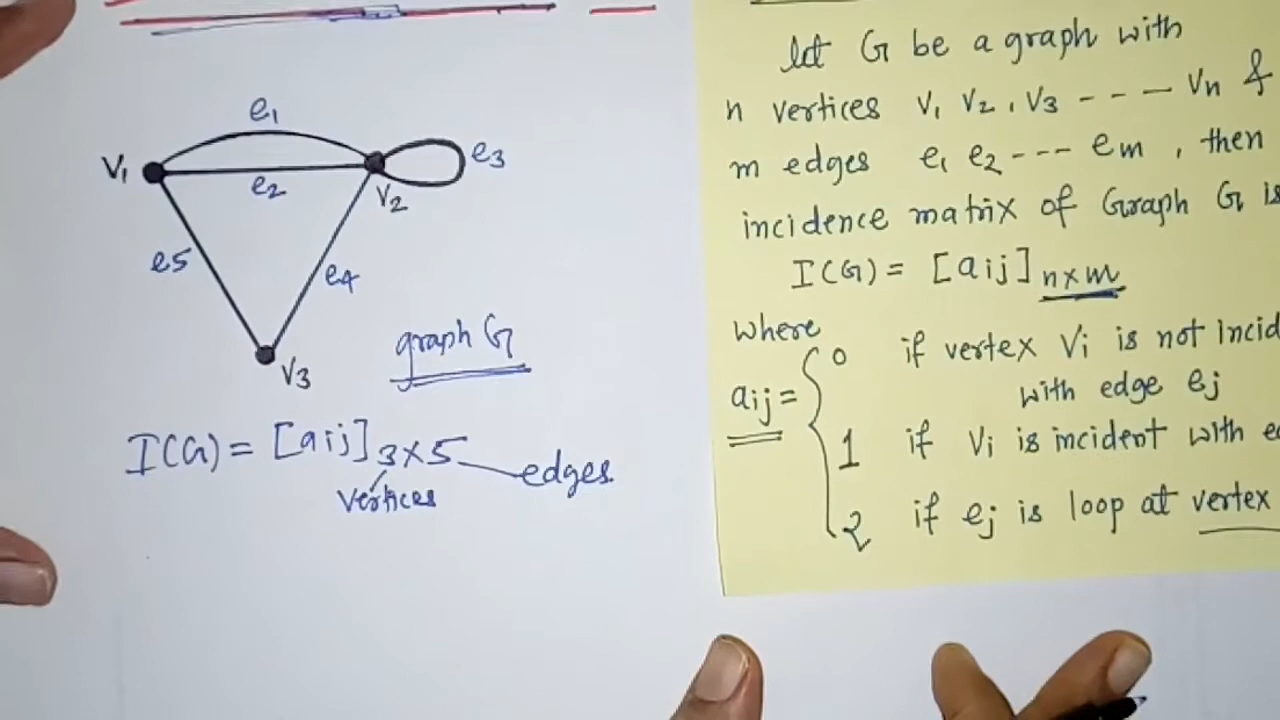 e1
V1
e2
e3
V2
e5
e4
V3
graph G
I(G) = [aij] 3×5 edges
vertices
let G be a graph with
n vertices V1 V2, V3 - - - - Vn &
m edges e1 e2 - - - em, then
incidence matrix of Graph G is
I(G) = [aij] n×m
where
aij =
0 if vertex Vi is not incid
with edge ej
1 if Vi is incident with e
2 if ej is loop at vertex